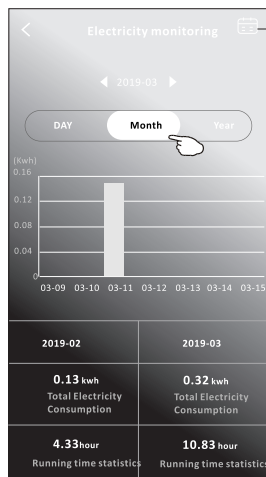 Electricity monitoring
2019-03
DAY Month Year
(Kwh)
0.16
0.12
0.08
0.04
0
03-09 03-10 03-11 03-12 03-13 03-14 03-15
2019-02 2019-03
0.13 kwh 0.32 kwh
Total Electricity Total Electricity
Consumption Consumption
4.33hour 10.83 hour
Running time statistics Running time statistics